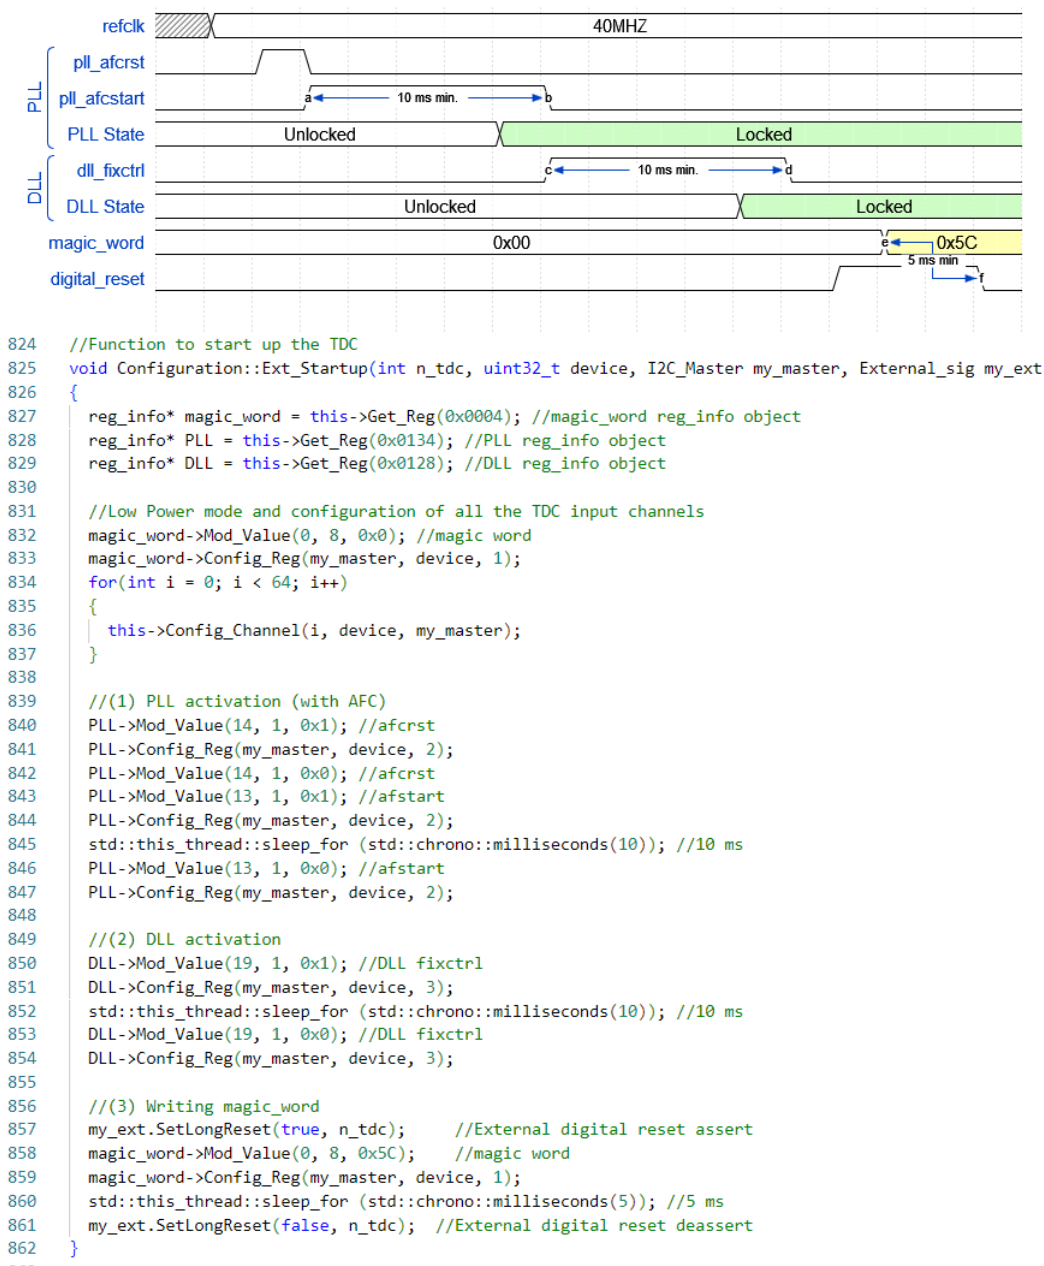 refclk 40MHZ
PLL
pll_afcrst
pll_afcstart a 10 ms min. b
PLL State Unlocked Locked
DLL
dll_fixctrl c 10 ms min. d
DLL State Unlocked Locked
magic_word 0x00 e 0x5C
5 ms min
digital_reset f
824 //Function to start up the TDC
825 void Configuration::Ext_Startup(int n_tdc, uint32_t device, I2C_Master my_master, External_sig my_ext
826 {
827 reg_info* magic_word = this->Get_Reg(0x0004); //magic_word reg_info object
828 reg_info* PLL = this->Get_Reg(0x0134); //PLL reg_info object
829 reg_info* DLL = this->Get_Reg(0x0128); //DLL reg_info object
830
831 //Low Power mode and configuration of all the TDC input channels
832 magic_word->Mod_Value(0, 8, 0x0); //magic word
833 magic_word->Config_Reg(my_master, device, 1);
834 for(int i = 0; i < 64; i++)
835 {
836 this->Config_Channel(i, device, my_master);
837 }
838
839 //(1) PLL activation (with AFC)
840 PLL->Mod_Value(14, 1, 0x1); //afcrst
841 PLL->Config_Reg(my_master, device, 2);
842 PLL->Mod_Value(14, 1, 0x0); //afcrst
843 PLL->Mod_Value(13, 1, 0x1); //afstart
844 PLL->Config_Reg(my_master, device, 2);
845 std::this_thread::sleep_for (std::chrono::milliseconds(10)); //10 ms
846 PLL->Mod_Value(13, 1, 0x0); //afstart
847 PLL->Config_Reg(my_master, device, 2);
848
849 //(2) DLL activation
850 DLL->Mod_Value(19, 1, 0x1); //DLL fixctrl
851 DLL->Config_Reg(my_master, device, 3);
852 std::this_thread::sleep_for (std::chrono::milliseconds(10)); //10 ms
853 DLL->Mod_Value(19, 1, 0x0); //DLL fixctrl
854 DLL->Config_Reg(my_master, device, 3);
855
856 //(3) Writing magic_word
857 my_ext.SetLongReset(true, n_tdc); //External digital reset assert
858 magic_word->Mod_Value(0, 8, 0x5C); //magic word
859 magic_word->Config_Reg(my_master, device, 1);
860 std::this_thread::sleep_for (std::chrono::milliseconds(5)); //5 ms
861 my_ext.SetLongReset(false, n_tdc); //External digital reset deassert
862 }